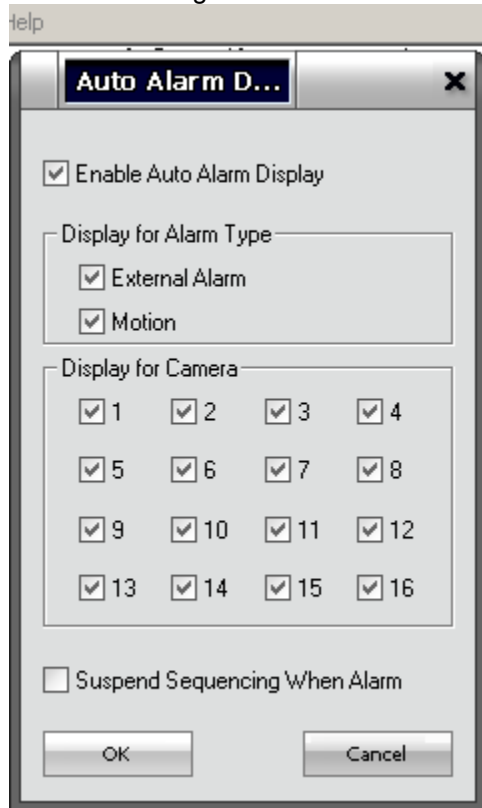 Help
Auto Alarm D...
Enable Auto Alarm Display
Display for Alarm Type
External Alarm
Motion
Display for Camera
1 2 3 4
5 6 7 8
9 10 11 12
13 14 15 16
Suspend Sequencing When Alarm
OK Cancel